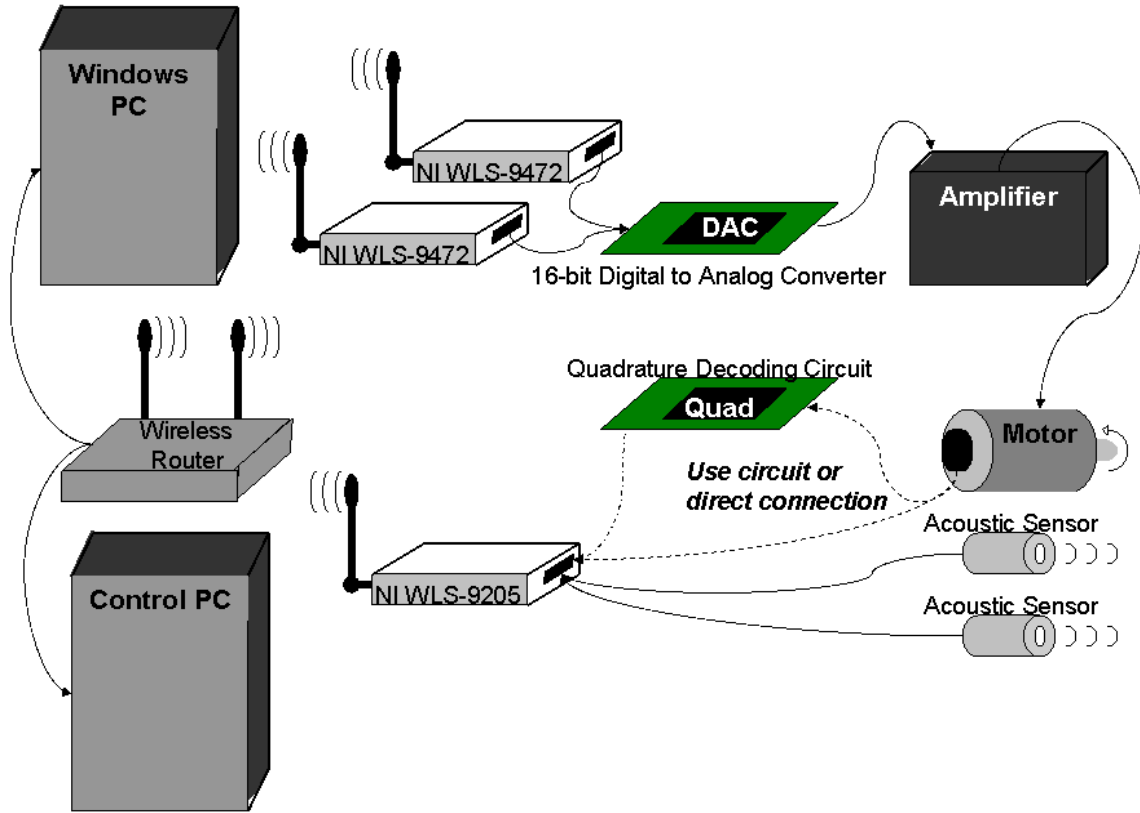 Windows
PC
NI WLS-9472
NI WLS-9472
DAC
16-bit Digital to Analog Converter
Amplifier
Quadrature Decoding Circuit
Quad
Use circuit or
direct connection
Motor
Wireless
Router
Acoustic Sensor
NI WLS-9205
Control PC
Acoustic Sensor